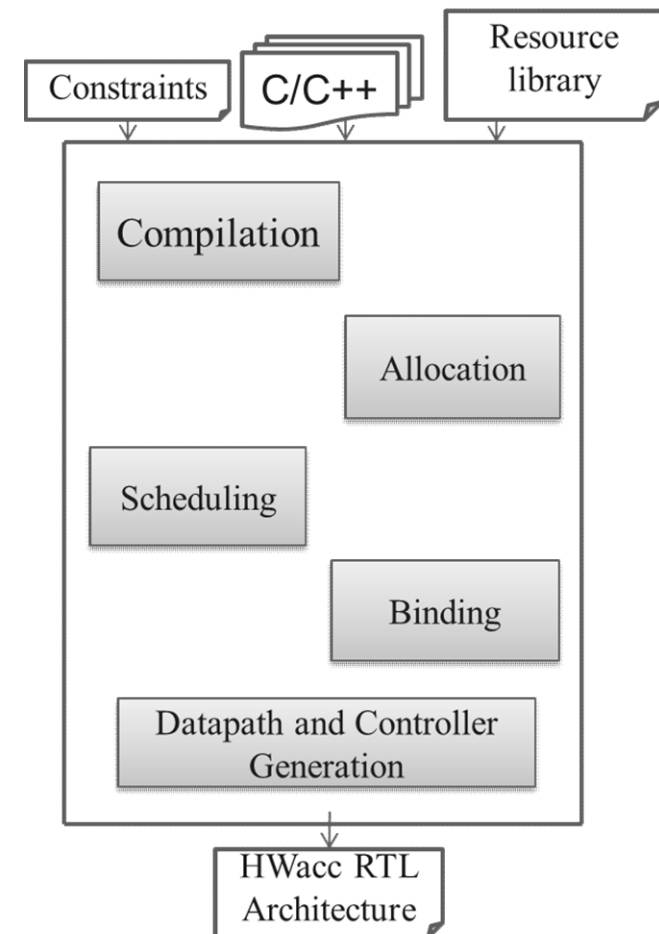 Constraints
C/C++
Resource
library
Compilation
Allocation
Scheduling
Binding
Datapath and Controller
Generation
HWacc RTL
Architecture